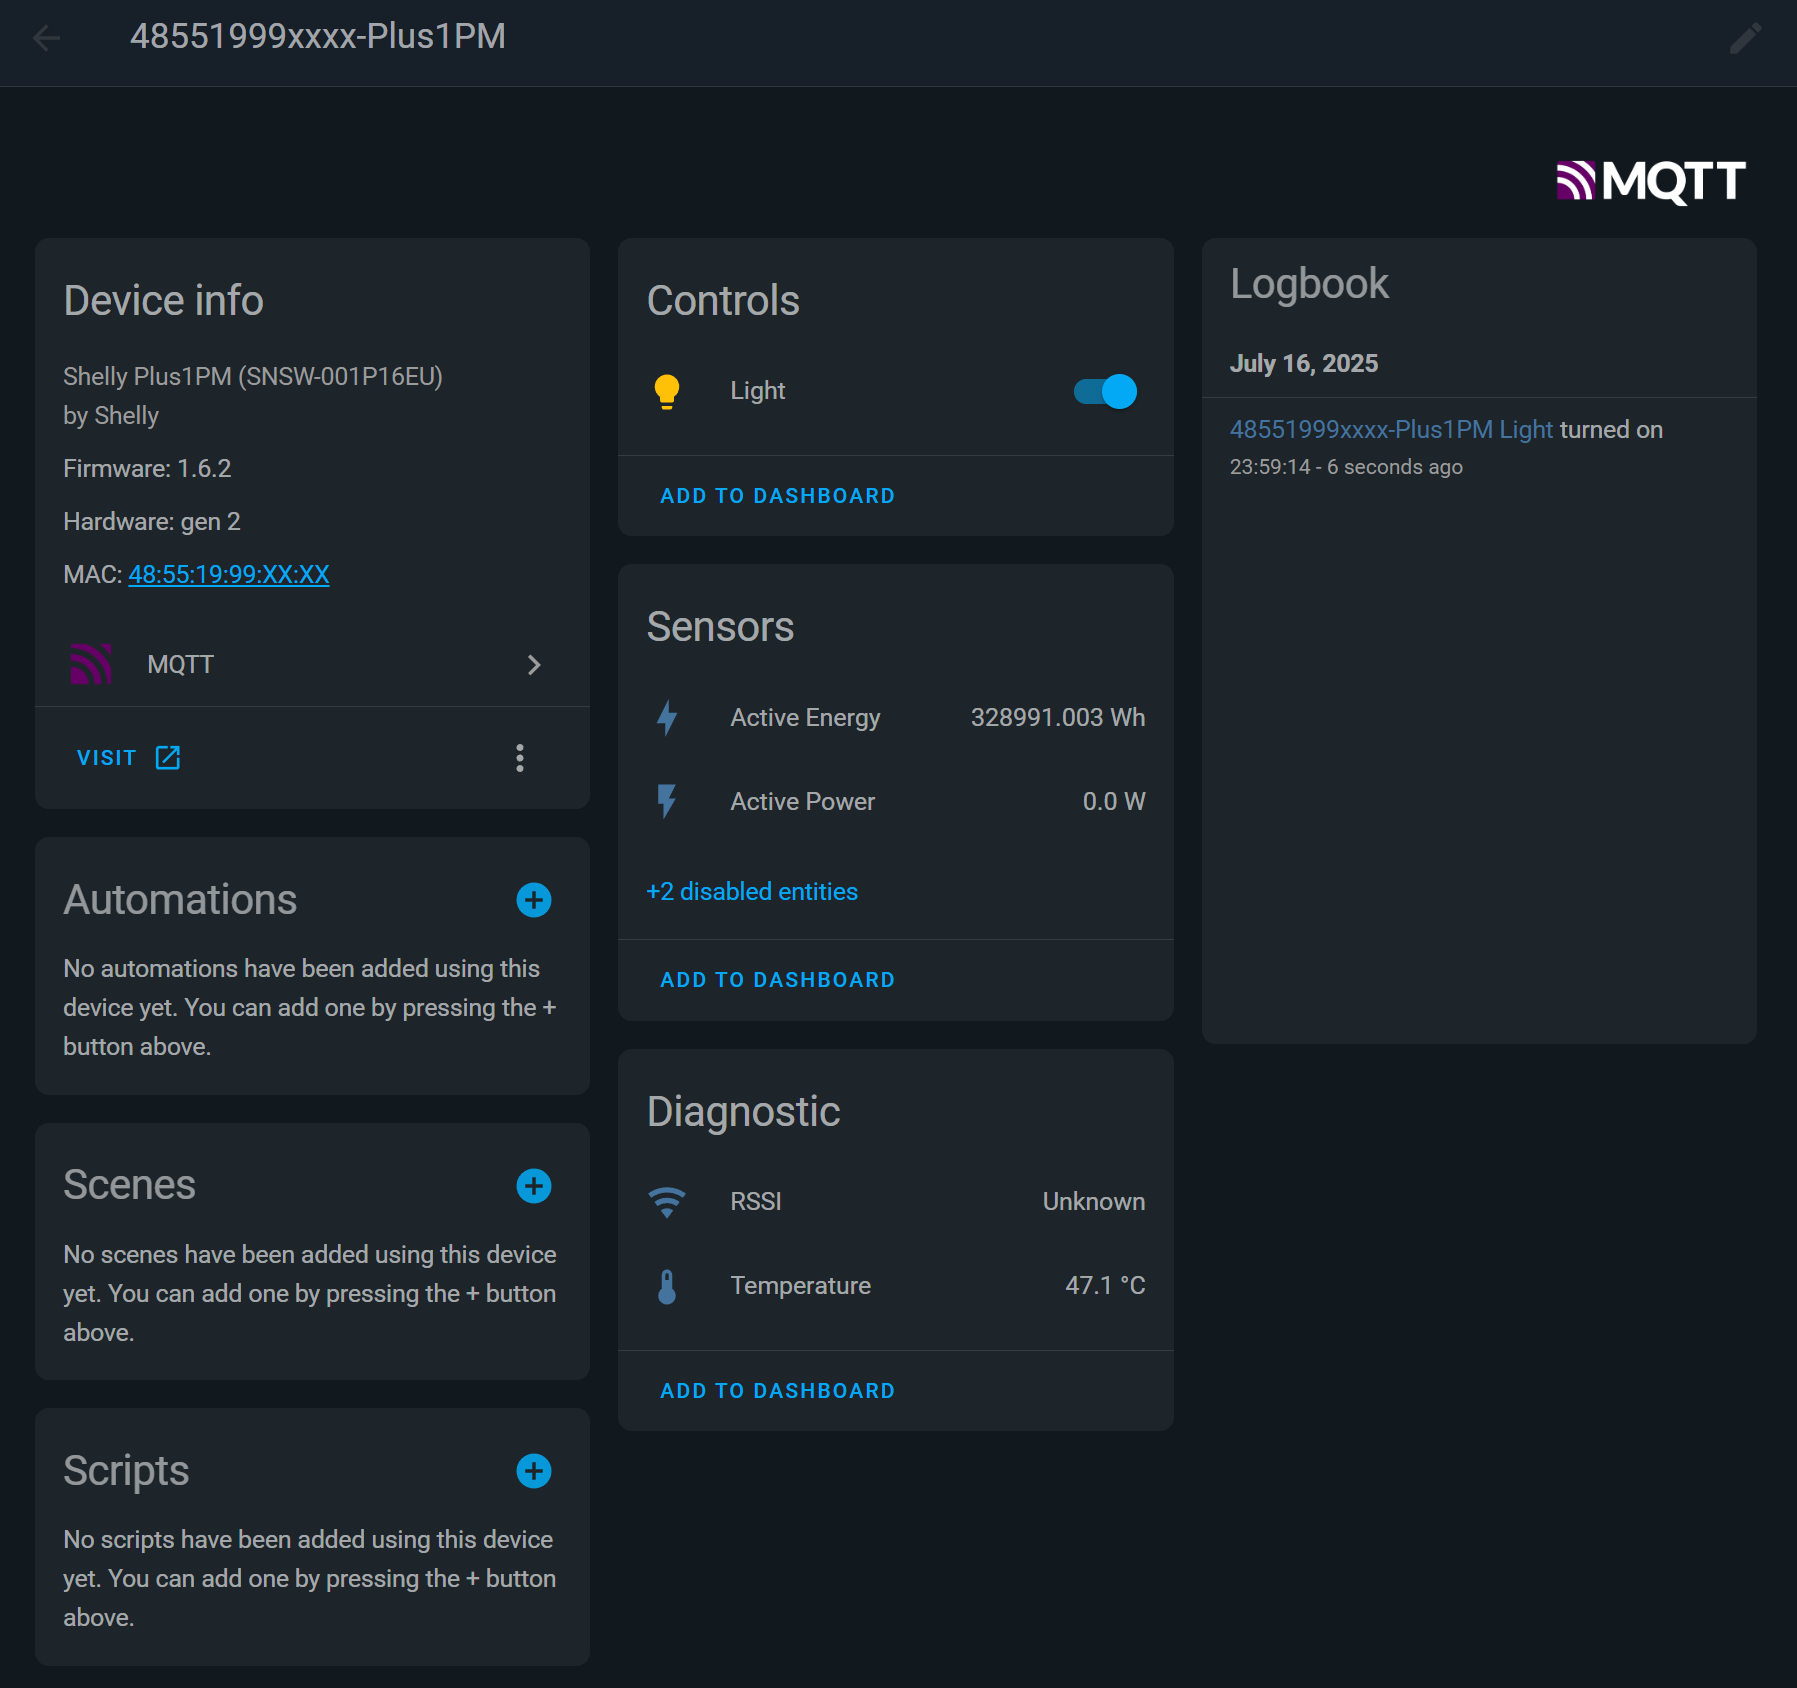 48551999xxxx-Plus1PM
MQTT
Device info
Shelly Plus1PM (SNSW-001P16EU)
by Shelly
Firmware: 1.6.2
Hardware: gen 2
MAC: 48:55:19:99:XX:XX
MQTT
VISIT
Automations
No automations have been added using this
device yet. You can add one by pressing the +
button above.
Scenes
No scenes have been added using this device
yet. You can add one by pressing the + button
above.
Scripts
No scripts have been added using this device
yet. You can add one by pressing the + button
above.
Controls
Light
ADD TO DASHBOARD
Sensors
Active Energy 328991.003 Wh
Active Power 0.0 W
+2 disabled entities
ADD TO DASHBOARD
Diagnostic
RSSI Unknown
Temperature 47.1 °C
ADD TO DASHBOARD
Logbook
July 16, 2025
48551999xxxx-Plus1PM Light turned on
23:59:14 - 6 seconds ago